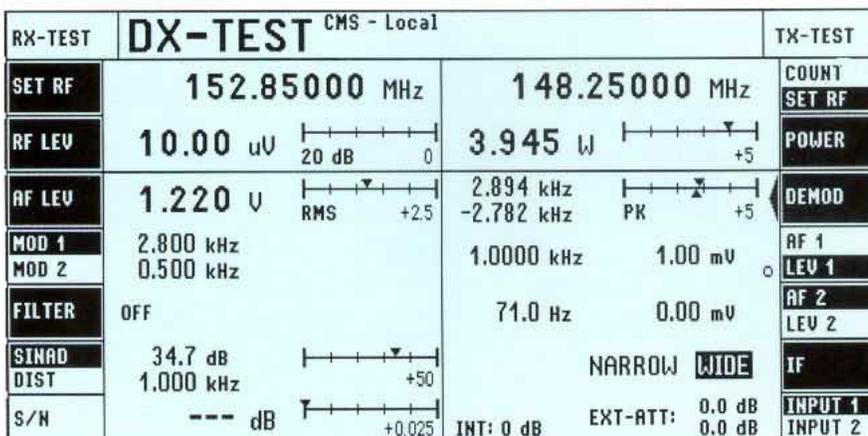 RX-TEST DX-TEST CMS - Local TX-TEST
SET RF 152.85000 MHz 148.25000 MHz COUNT
SET RF
RF LEV 10.00 uV 20 dB 0 3.945 W +5 POWER
AF LEV 1.220 V RMS +2.5 2.894 kHz
-2.782 kHz PK +5 DEMOD
MOD 1 2.800 kHz 1.0000 kHz 1.00 mV AF 1
MOD 2 0.500 kHz LEV 1
FILTER OFF 71.0 Hz 0.00 mV AF 2
LEV 2
SINAD 34.7 dB +50 NARROW WIDE IF
DIST 1.000 kHz
S/N --- dB +0.025 INT: 0 dB EXT-ATT: 0.0 dB INPUT 1
0.0 dB INPUT 2